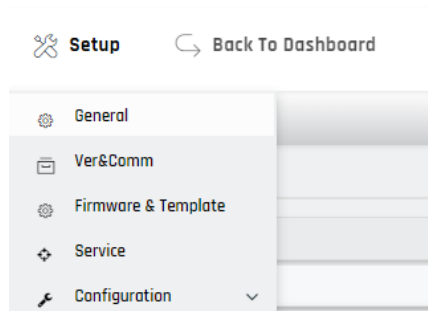 Setup Back To Dashboard
General
Ver&Comm
Firmware & Template
Service
Configuration